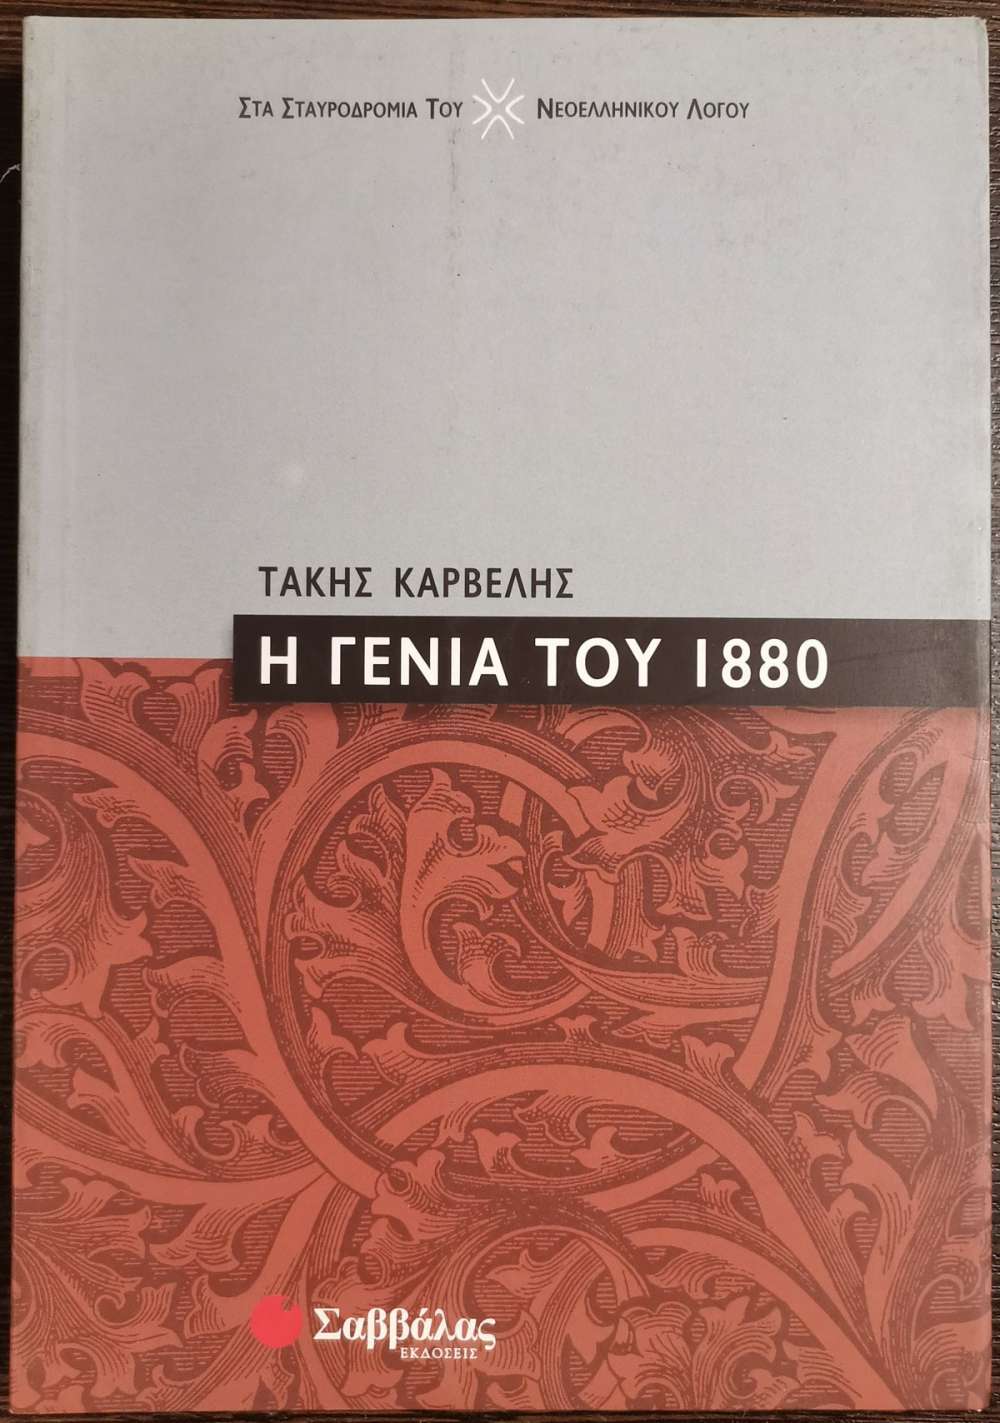 Στα Σταυροδρομια Του Νεοελληνικου Λογου
ΤΑΚΗΣ ΚΑΡΒΕΛΗΣ
Η ΓΕΝΙΑ ΤΟΥ 1880
Σαββάλας
ΕΚΔΟΣΕΙΣ